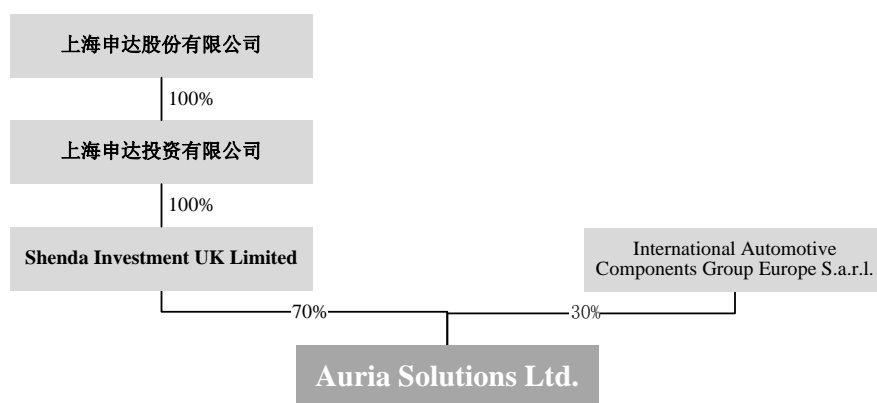 上海申达股份有限公司
100%
上海申达投资有限公司
100%
Shenda Investment UK Limited
International Automotive
Components Group Europe S.a.r.l.
70%
30%
Auria Solutions Ltd.